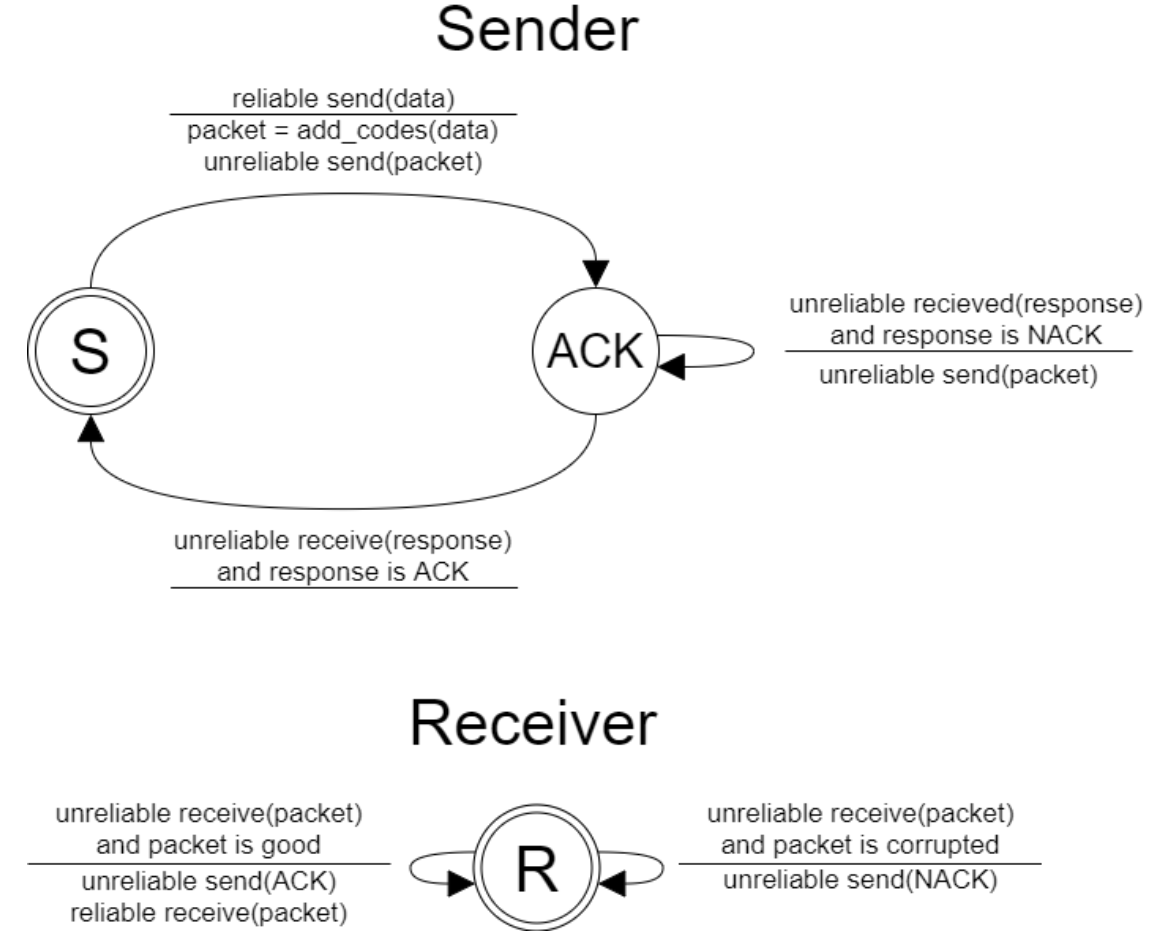 Sender
reliable send(data)
packet = add_codes(data)
unreliable send(packet)
S
ACK
unreliable recieved(response)
and response is NACK
unreliable send(packet)
unreliable receive(response)
and response is ACK
Receiver
unreliable receive(packet)
and packet is good
unreliable send(ACK)
reliable receive(packet)
R
unreliable receive(packet)
and packet is corrupted
unreliable send(NACK)